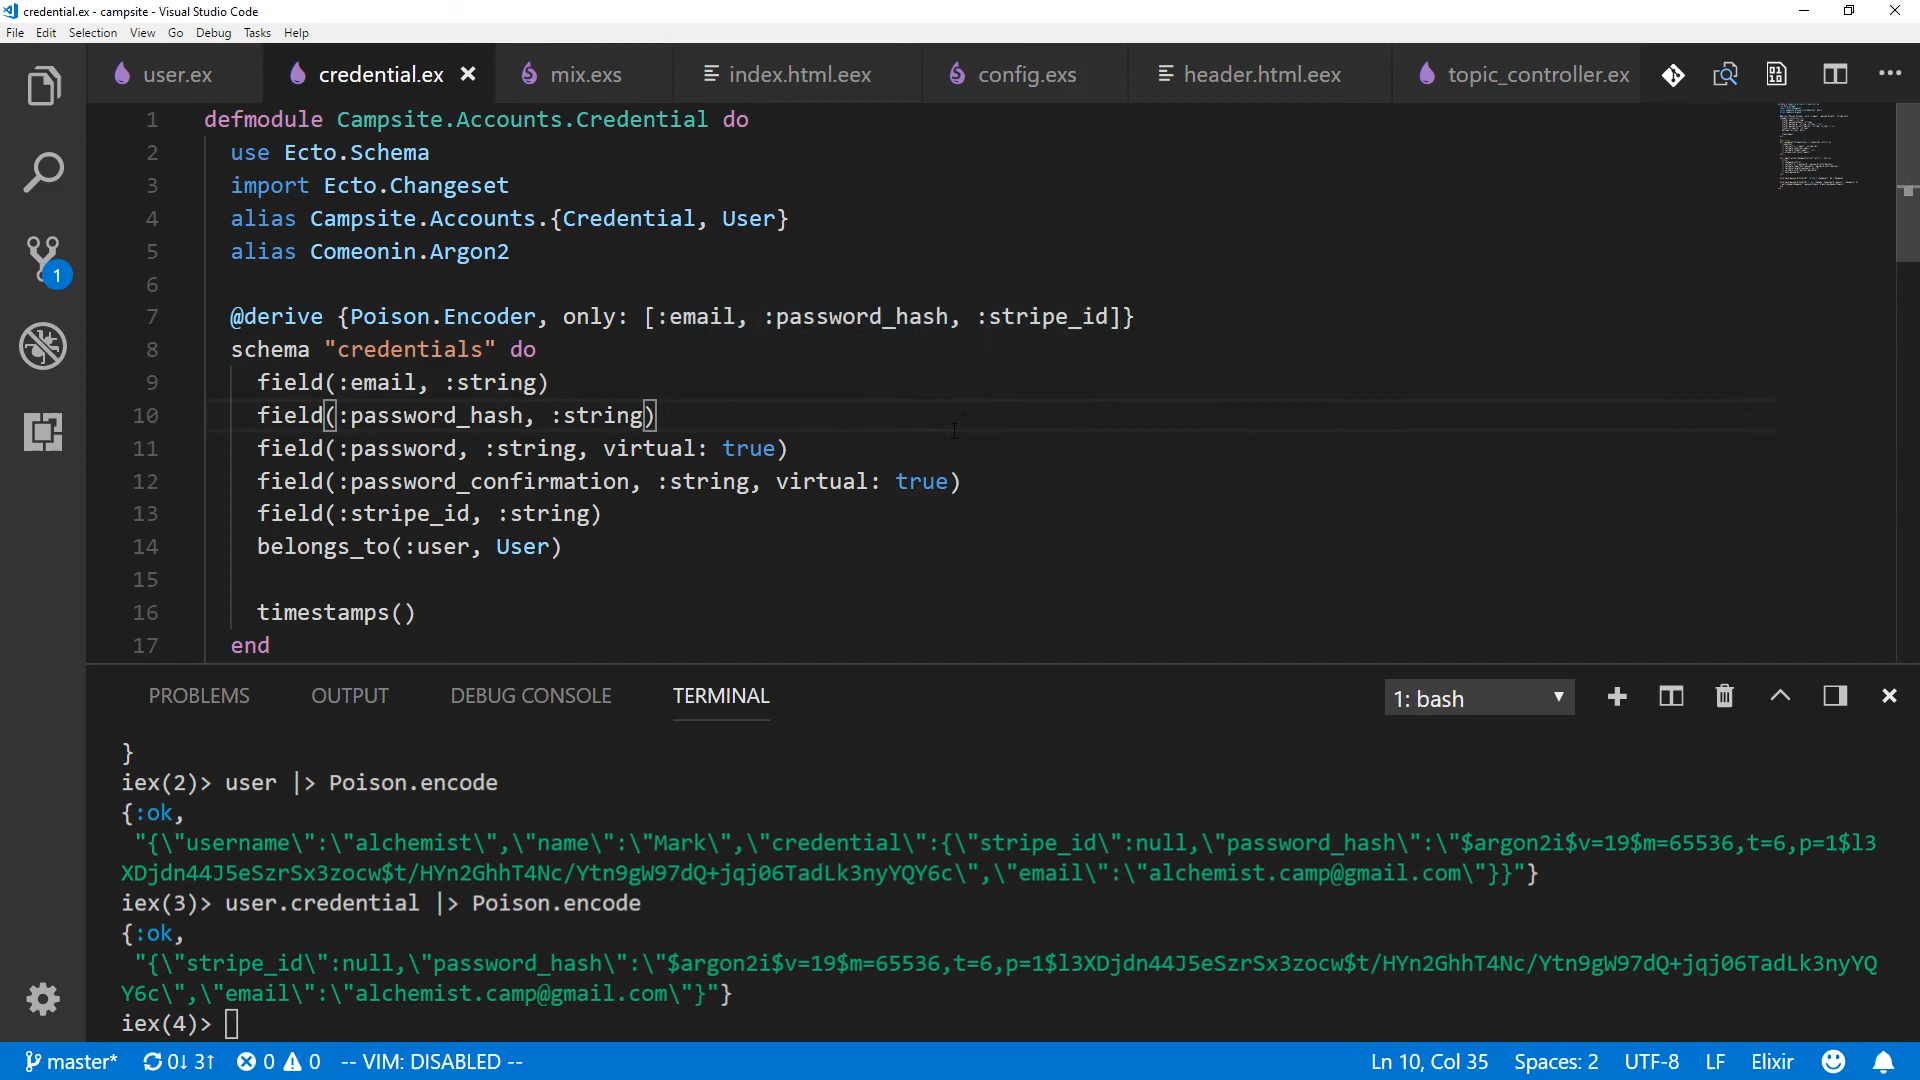 credential.ex - campsite - Visual Studio Code
File Edit Selection View Go Debug Tasks Help
user.ex credential.ex mix.exs index.html.eex config.exs header.html.eex topic_controller.ex
1 defmodule Campsite.Accounts.Credential do
2 use Ecto.Schema
3 import Ecto.Changeset
4 alias Campsite.Accounts.{Credential, User}
5 alias Comeonin.Argon2
6
7 @derive {Poison.Encoder, only: [:email, :password_hash, :stripe_id]}
8 schema "credentials" do
9 field(:email, :string)
10 field(:password_hash, :string)
11 field(:password, :string, virtual: true)
12 field(:password_confirmation, :string, virtual: true)
13 field(:stripe_id, :string)
14 belongs_to(:user, User)
15
16 timestamps()
17 end
1
PROBLEMS OUTPUT DEBUG CONSOLE TERMINAL 1: bash
}
iex(2)> user |> Poison.encode
{:ok,
"{\"username\":\"alchemist\",\"name\":\"Mark\",\"credential\":{\"stripe_id\":null,\"password_hash\":\"$argon2i$v=19$m=65536,t=6,p=1$l3
XDjdn44J5eSzrSx3zocw$t/HYn2GhhT4Nc/Ytn9gW97dQ+jqj06TadLk3nyYQY6c\",\"email\":\"alchemist.camp@gmail.com\"}}"}
iex(3)> user.credential |> Poison.encode
{:ok,
"{\"stripe_id\":null,\"password_hash\":\"$argon2i$v=19$m=65536,t=6,p=1$l3XDjdn44J5eSzrSx3zocw$t/HYn2GhhT4Nc/Ytn9gW97dQ+jqj06TadLk3nyYQ
Y6c\",\"email\":\"alchemist.camp@gmail.com\"}"}
iex(4)>
master* 0↓ 3↑ 0 0 -- VIM: DISABLED -- Ln 10, Col 35 Spaces: 2 UTF-8 LF Elixir